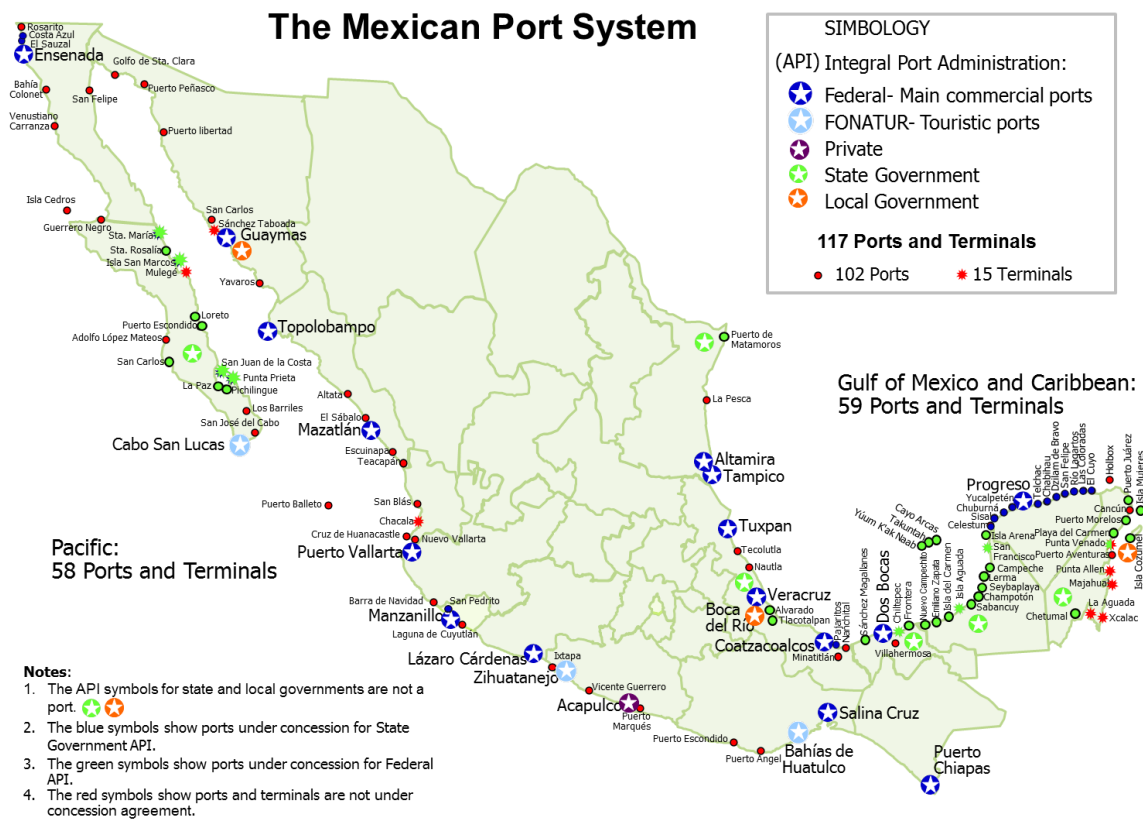 The Mexican Port System
SIMBOLOGY
(API) Integral Port Administration:
Federal- Main commercial ports
FONATUR- Touristic ports
Private
State Government
Local Government
117 Ports and Terminals
102 Ports
15 Terminals
Rosarito
Costa Azul
El Sauzal
Ensenada
Bahía
Colonet
San Felipe
Golfo de Sta. Clara
Puerto Peñasco
Venustiano
Carranza
Puerto libertad
Isla Cedros
Guerrero Negro
San Carlos
Sánchez Taboada
Guaymas
Sta. María
Sta. Rosalía
Isla San Marcos
Mulegé
Yavaros
Loreto
Puerto Escondido
Topolobampo
Adolfo López Mateos
San Carlos
San Juan de la Costa
Punta Prieta
La Paz
Pichilingue
Los Barriles
San José del Cabo
Cabo San Lucas
Altata
El Sábalo
Mazatlán
Escuinapa
Teacapán
Puerto Balleto
San Blás
Chacala
Cruz de Huanacastle
Nuevo Vallarta
Puerto Vallarta
Pacific:
58 Ports and Terminals
Barra de Navidad
San Pedrito
Manzanillo
Laguna de Cuyutlán
Lázaro Cárdenas
Ixtapa
Zihuatanejo
Vicente Guerrero
Acapulco
Puerto
Marqués
Puerto Escondido
Puerto Angel
Bahías de
Huatulco
Salina Cruz
Puerto
Chiapas
Puerto de
Matamoros
La Pesca
Altamira
Tampico
Tuxpan
Tecolutla
Nautla
Veracruz
Boca
del Río
Alvarado
Tlacotalpan
Coatzacoalcos
Pajaritos
Nanchital
Minatitlán
Sánchez Magallanes
Dos Bocas
Chiltepec
Frontera
Villahermosa
Nuevo Campechito
Emiliano Zapata
Isla del Carmen
Isla Aguada
Cayo Arcas
Takuntah
Yúum K'ak Naab
Gulf of Mexico and Caribbean:
59 Ports and Terminals
Sabancuy
Champotón
Seybaplaya
Lerma
Campeche
San
Francisco
Isla Arena
Celestum
Sisal
Chuburna
Yucalpetén
Progreso
Telchac
Chabihau
Dzilam de Bravo
San Felipe
Río Lagartos
Las Coloradas
El Cuyo
Holbox
Puerto Juárez
Isla Mujeres
Cancún
Puerto Morelos
Playa del Carmen
Punta Venado
Puerto Aventuras
Isla Cozumel
Punta Allen
Majahual
La Aguada
Xcalac
Chetumal
Notes:
1. The API symbols for state and local governments are not a
port.
2. The blue symbols show ports under concession for State
Government API.
3. The green symbols show ports under concession for Federal
API.
4. The red symbols show ports and terminals are not under
concession agreement.